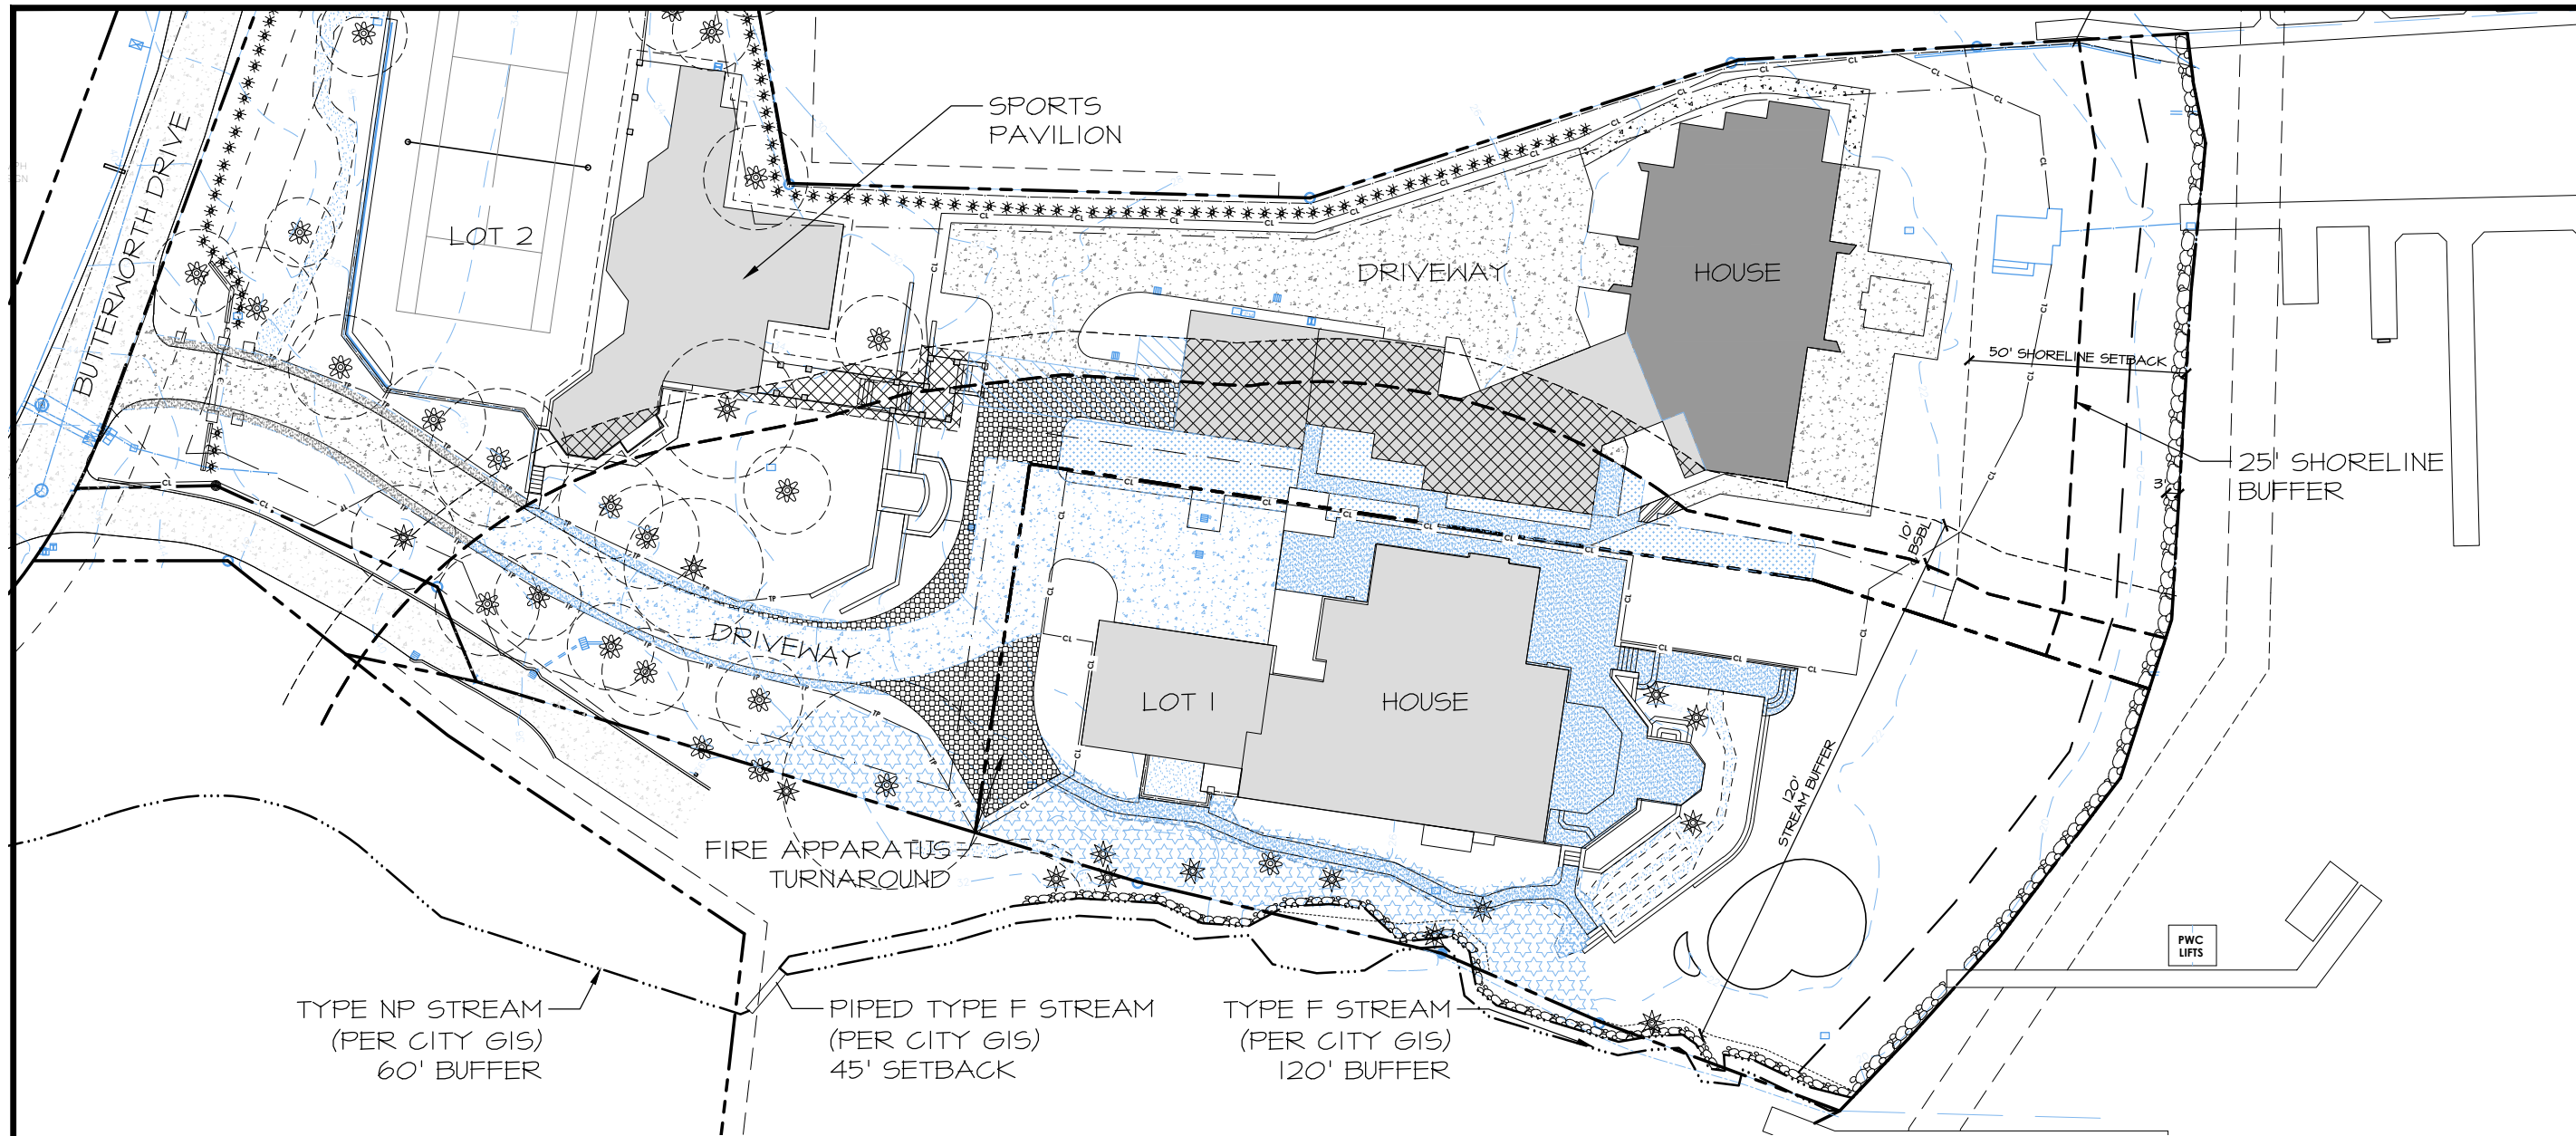 SPORTS
PAVILION
BUTTERWORTH DRIVE
LOT 2
DRIVEWAY
HOUSE
50' SHORELINE SETBACK
25' SHORELINE
BUFFER
3'
10'
BSBL
DRIVEWAY
LOT 1
HOUSE
120'
STREAM BUFFER
FIRE APPARATUS
TURNAROUND
PWC
LIFTS
TYPE NP STREAM
(PER CITY GIS)
60' BUFFER
PIPED TYPE F STREAM
(PER CITY GIS)
45' SETBACK
TYPE F STREAM
(PER CITY GIS)
120' BUFFER